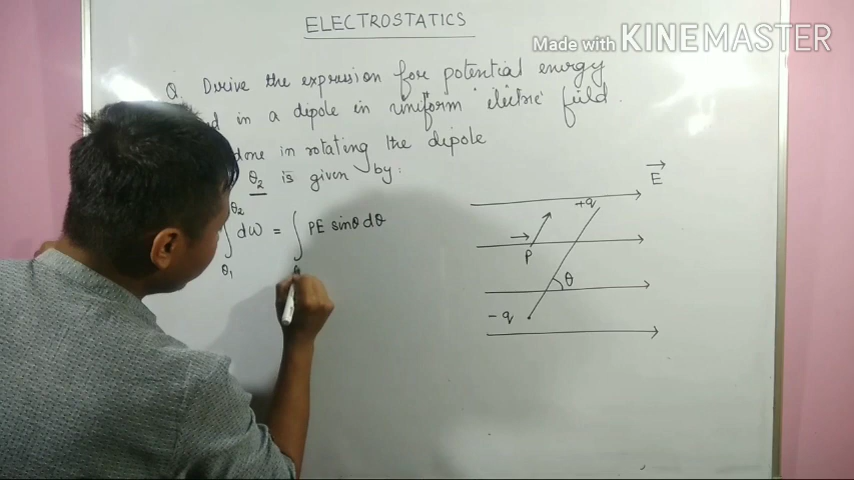 ELECTROSTATICS
Made with KINEMASTER
Q. Derive the expression for potential energy
in a dipole in uniform electric field.
done in rotating the dipole
θ2 is given by:
E
θ2
+q
∫ dW = ∫ PE sinθ dθ
θ1
P
θ
-q